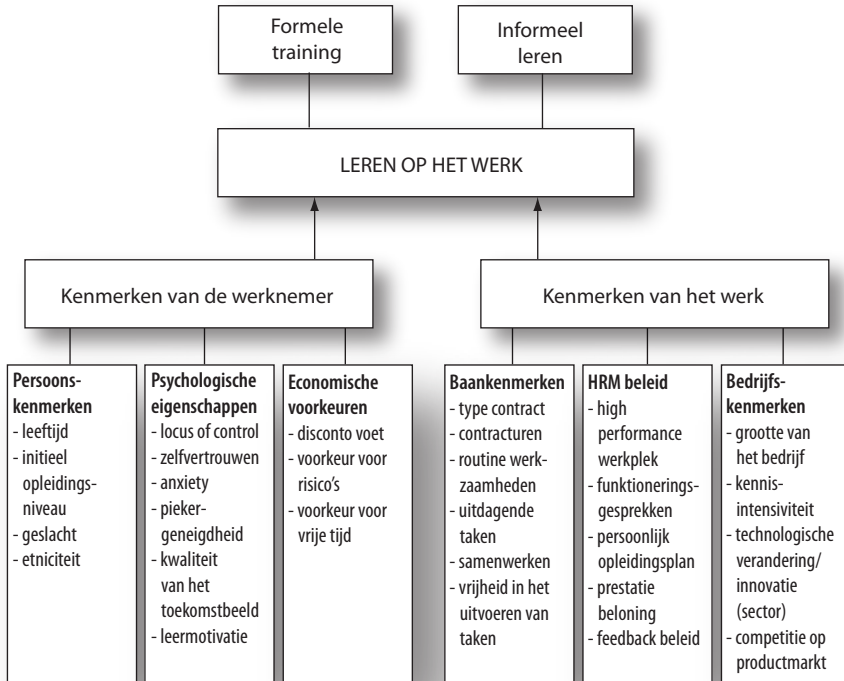 Formele
training
Informeel
leren
LEREN OP HET WERK
Kenmerken van de werknemer
Kenmerken van het werk
Persoons-
kenmerken
- leeftijd
- initieel
opleidings-
niveau
- geslacht
- etniciteit
Psychologische
eigenschappen
- locus of control
- zelfvertrouwen
- anxiety
- pieker-
geneigdheid
- kwaliteit
van het
toekomstbeeld
- leermotivatie
Economische
voorkeuren
- disconto voet
- voorkeur voor
risico's
- voorkeur voor
vrije tijd
Baankenmerken
- type contract
- contracturen
- routine werk-
zaamheden
- uitdagende
taken
- samenwerken
- vrijheid in het
uitvoeren van
taken
HRM beleid
- high
performance
werkplek
- functionerings-
gesprekken
- persoonlijk
opleidingsplan
- prestatie
beloning
- feedback beleid
Bedrijfs-
kenmerken
- grootte van
het bedrijf
- kennis-
intensiviteit
- technologische
verandering/
innovatie
(sector)
- competitie op
productmarkt